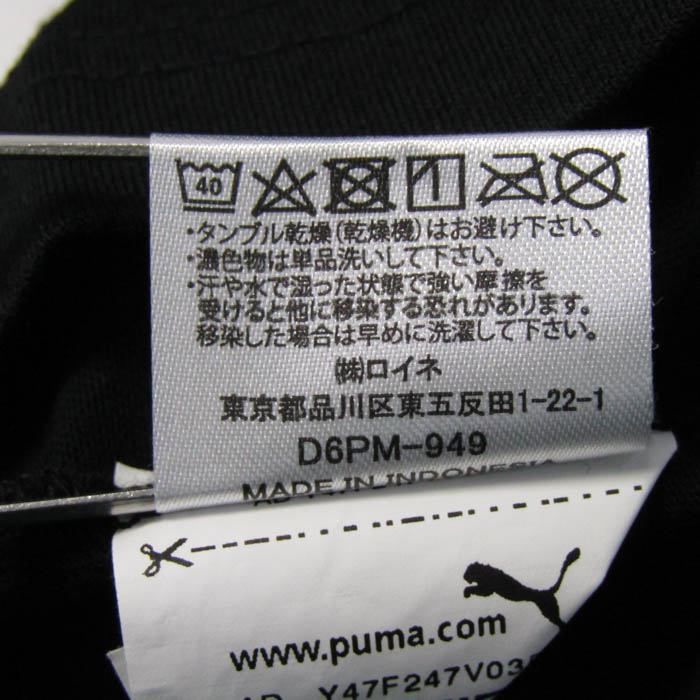 40
・タンブル乾燥(乾燥機)はお避け下さい。
・濃色物は単品洗いして下さい。
・汗や水で湿った状態で強い摩擦を
受けると他に移染する恐れがあります。
移染した場合は早めに洗濯して下さい。
㈱ロイネ
東京都品川区東五反田1-22-1
D6PM-949
MADE IN INDONESIA
www.puma.com
Y47F247V03